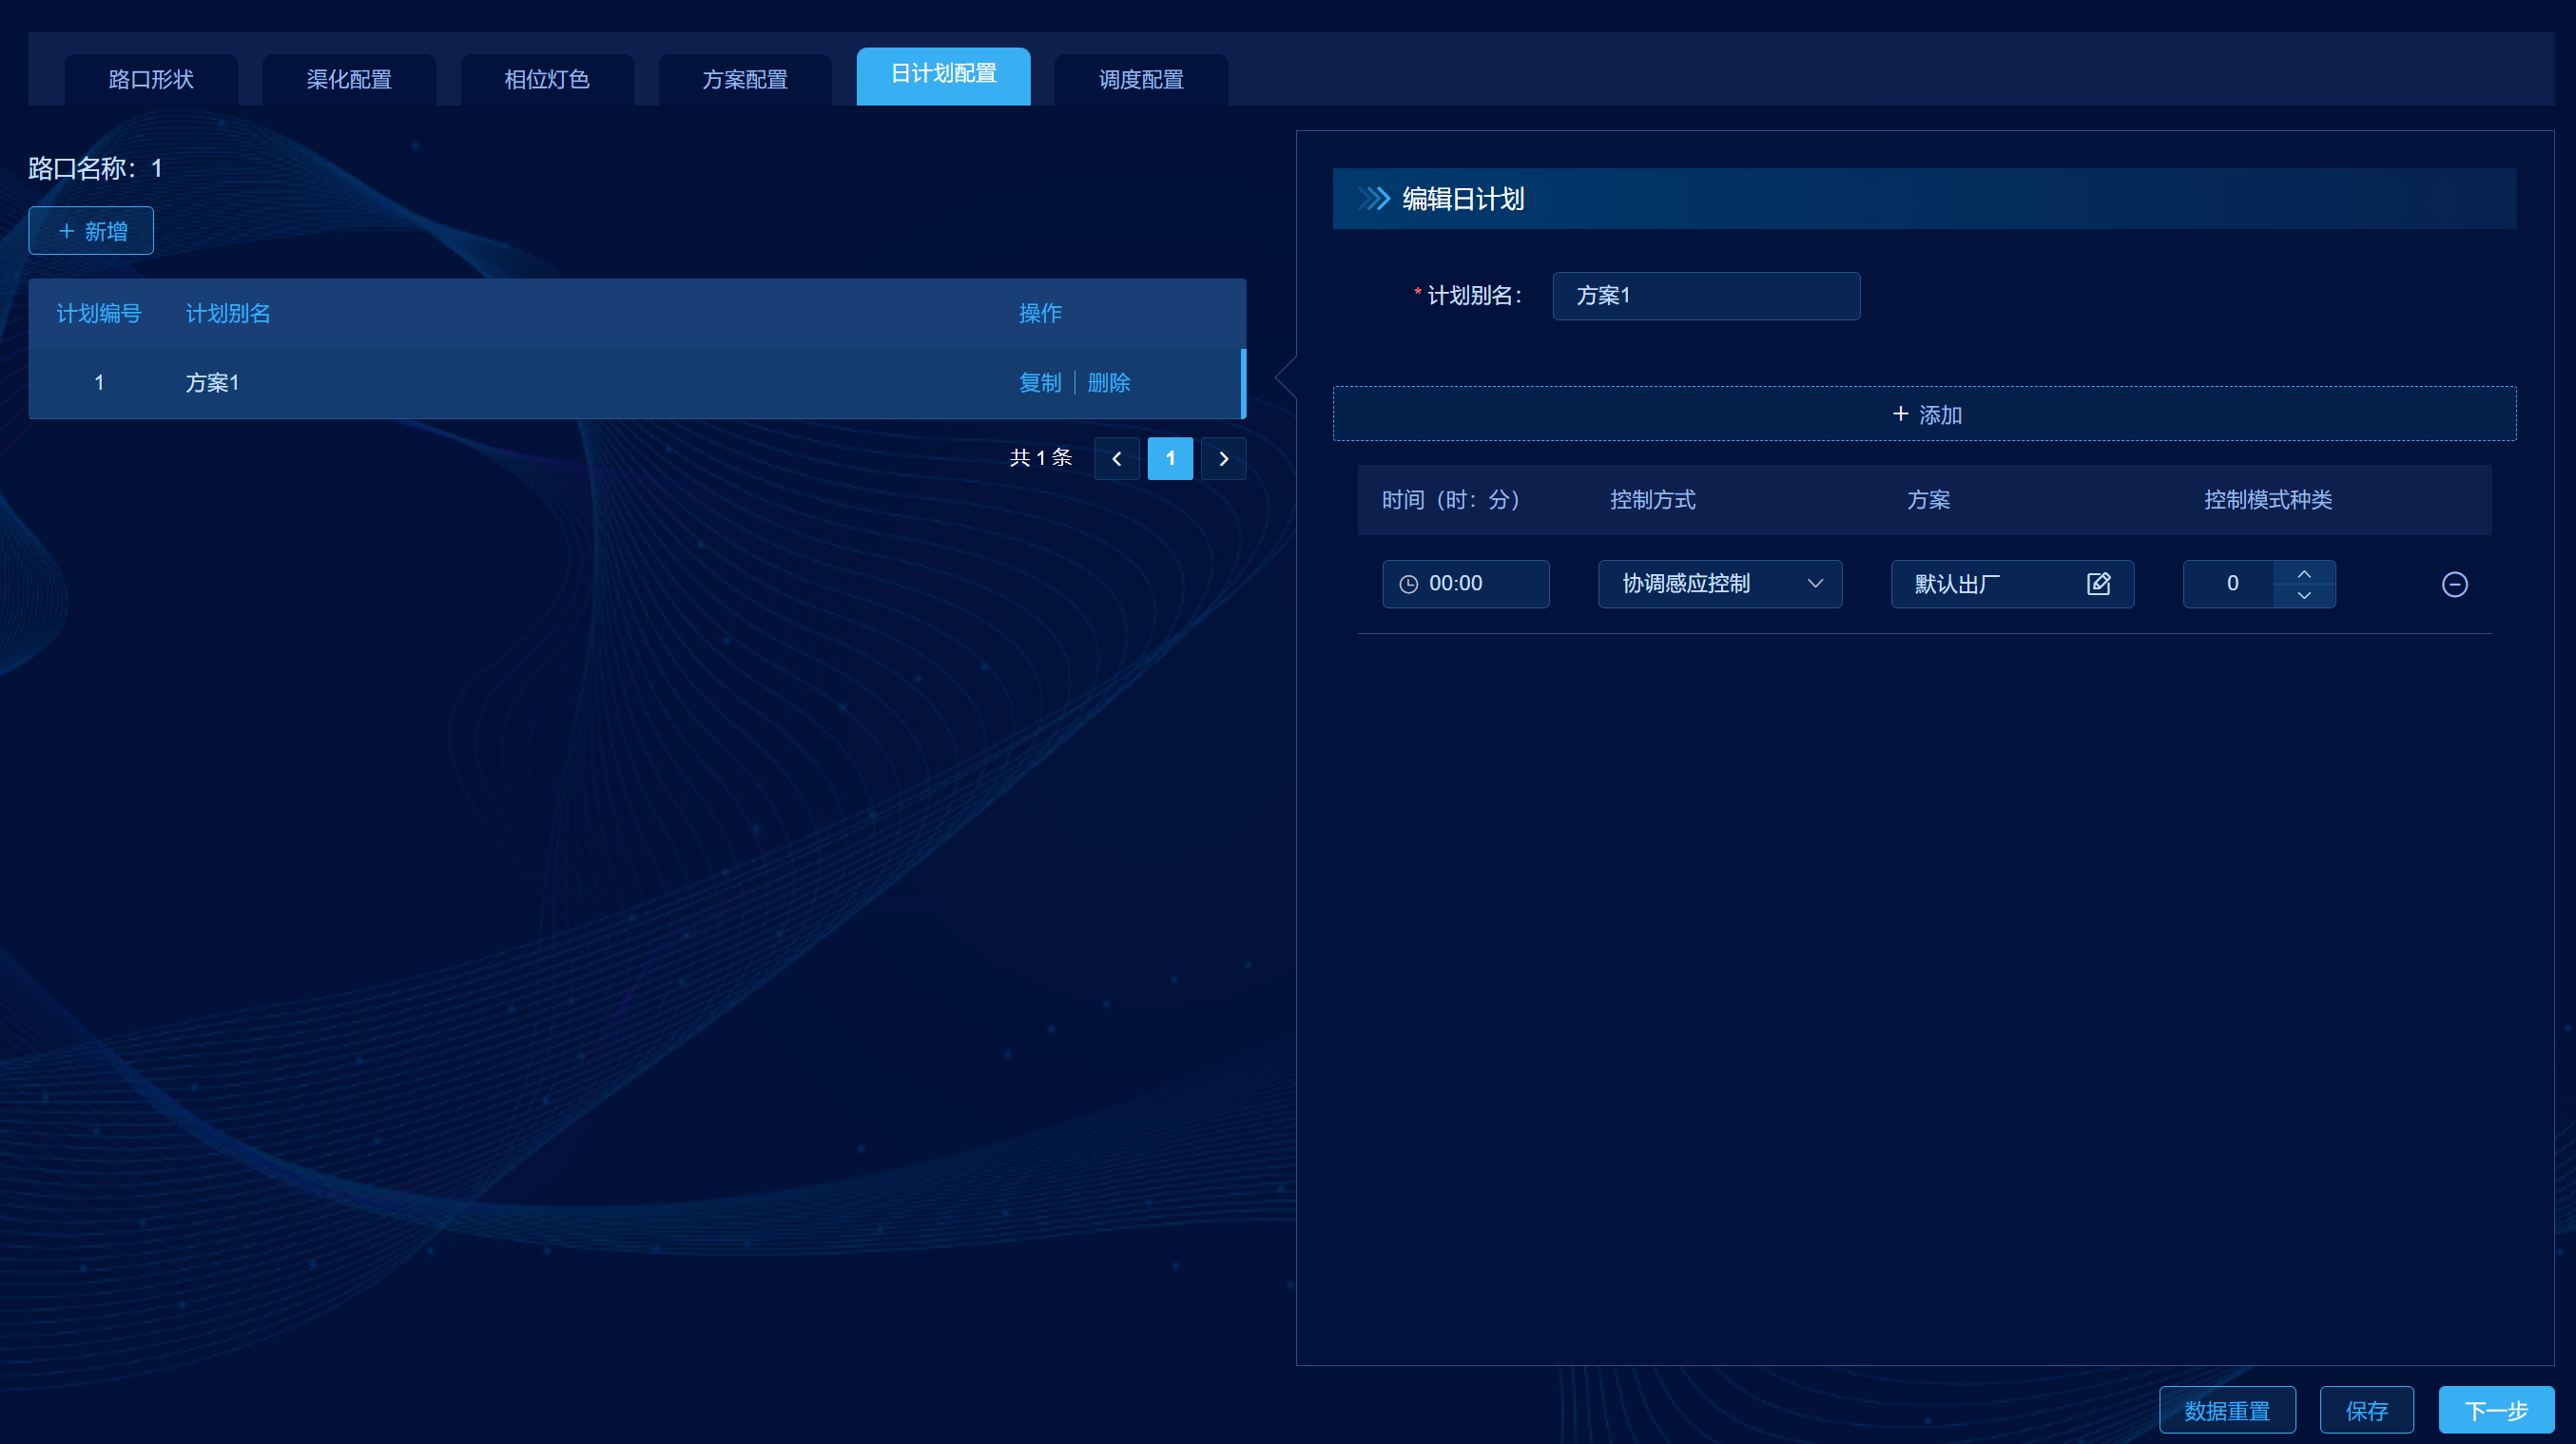 路口形状 渠化配置 相位灯色 方案配置 日计划配置 调度配置
路口名称：1
+ 新增
计划编号 计划别名 操作
1 方案1 复制 删除
共 1 条 1
编辑日计划
* 计划别名： 方案1
+ 添加
时间（时：分） 控制方式 方案 控制模式种类
00:00 协调感应控制 默认出厂 0
数据重置 保存 下一步